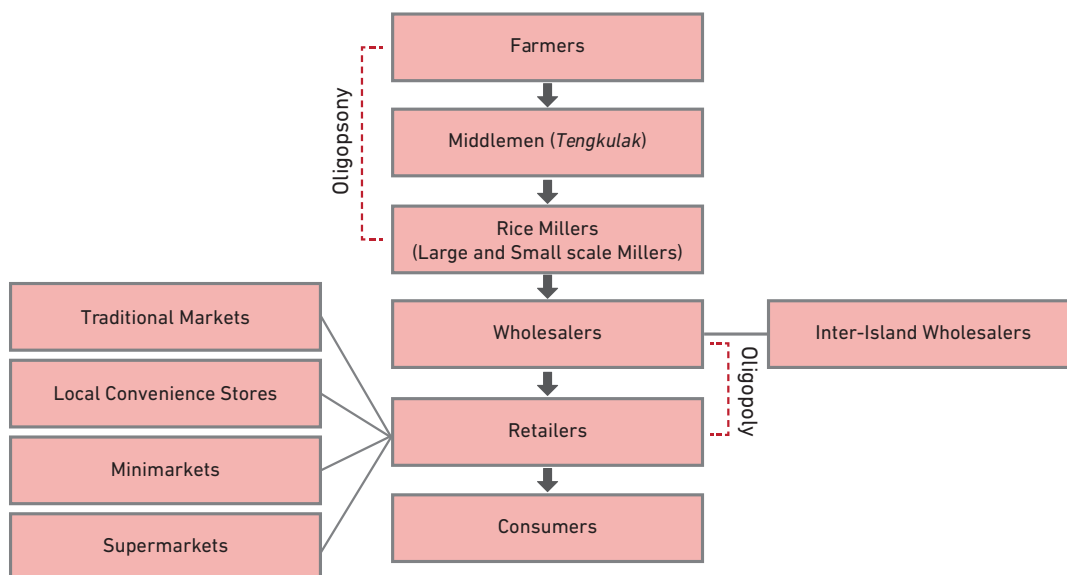 Farmers
Oligopsony
Middlemen (Tengkulak)
Rice Millers
(Large and Small scale Millers)
Traditional Markets
Wholesalers
Inter-Island Wholesalers
Oligopoly
Local Convenience Stores
Retailers
Minimarkets
Consumers
Supermarkets